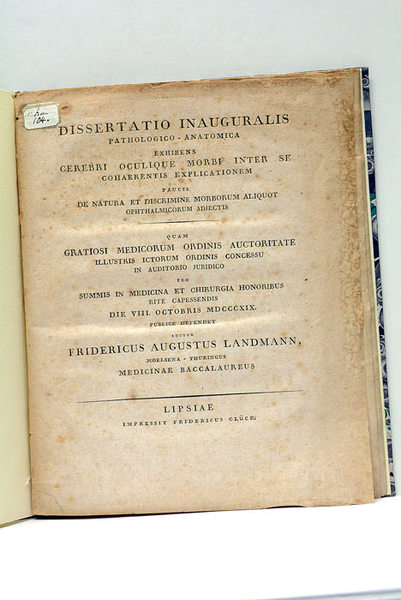 104.
DISSERTATIO INAUGURALIS
PATHOLOGICO - ANATOMICA
EXHIBENS
CEREBRI OCULIQUE MORBI INTER SE
COHAERENTIS EXPLICATIONEM
PAUCIS
DE NATURA ET DISCRIMINE MORBORUM ALIQUOT
OPHTHALMICORUM ADIECTIS
QUAM
GRATIOSI MEDICORUM ORDINIS AUCTORITATE
ILLUSTRIS ICTORUM ORDINIS CONCESSU
IN AUDITORIO IURIDICO
PRO
SUMMIS IN MEDICINA ET CHIRURGIA HONORIBUS
RITE CAPESSENDIS
DIE VIII. OCTOBRIS MDCCCXIX.
PUBLICE DEFENDET
AUCTOR
FRIDERICUS AUGUSTUS LANDMANN,
MOELSENA - THURINGUS
MEDICINAE BACCALAUREUS
LIPSIAE
IMPRESSIT FRIDERICUS GLÜCK.